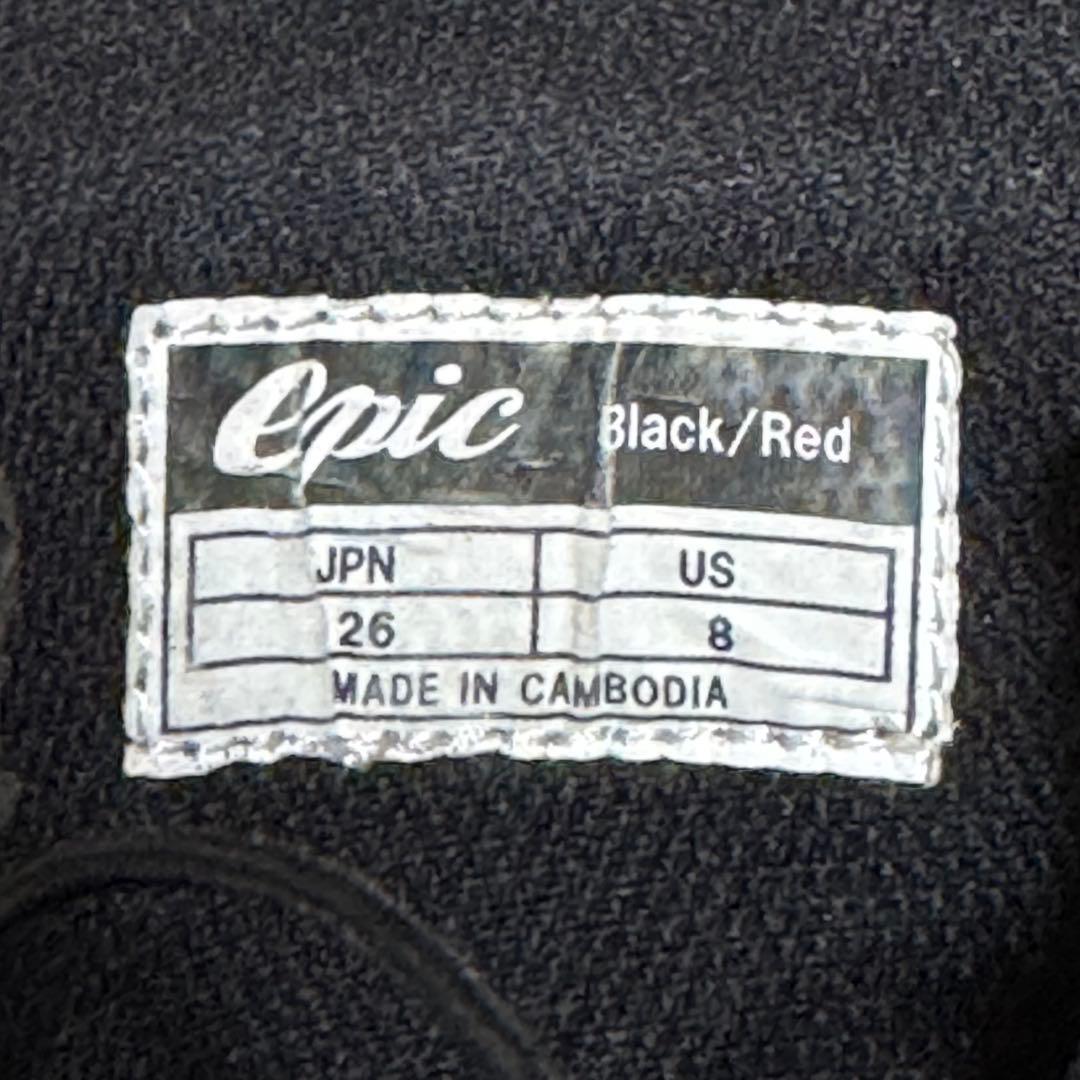 epic Black/Red
JPN US
26 8
MADE IN CAMBODIA